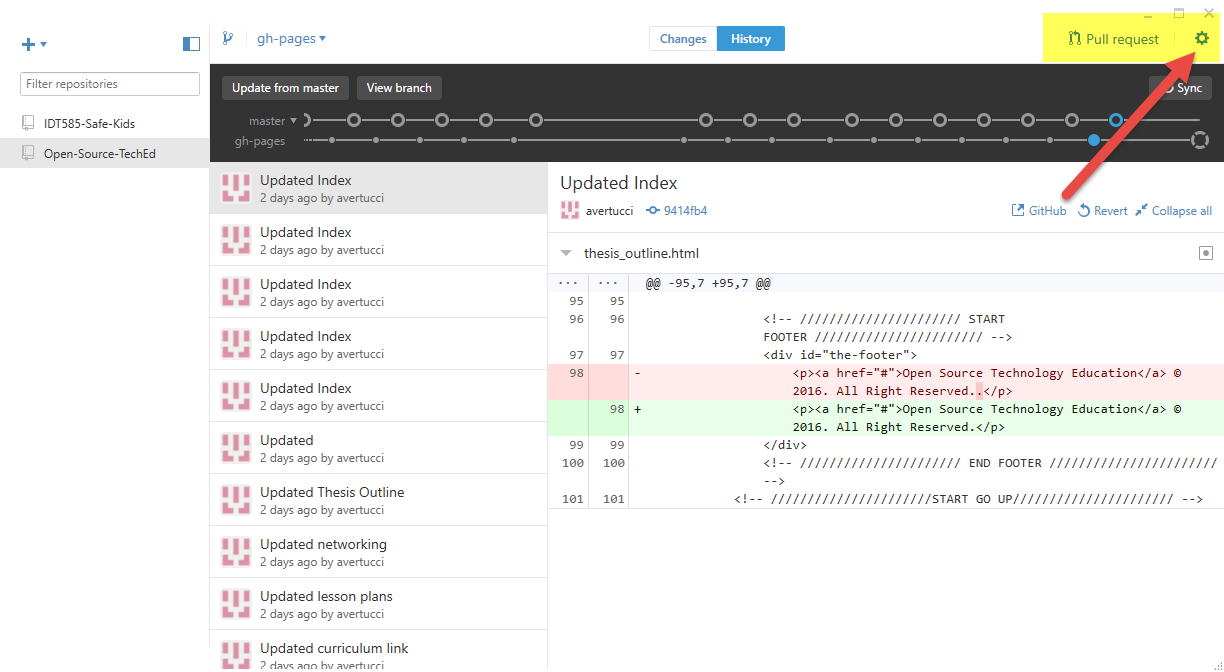 gh-pages
Changes
History
Pull request
Filter repositories
IDT585-Safe-Kids
Open-Source-TechEd
Update from master
View branch
Sync
master
gh-pages
Updated Index
2 days ago by avertucci
Updated Index
2 days ago by avertucci
Updated Index
2 days ago by avertucci
Updated Index
2 days ago by avertucci
Updated Index
2 days ago by avertucci
Updated
2 days ago by avertucci
Updated Thesis Outline
2 days ago by avertucci
Updated networking
2 days ago by avertucci
Updated lesson plans
2 days ago by avertucci
Updated curriculum link
2 days ago by avertucci
Updated Index
avertucci 9414fb4
GitHub Revert Collapse all
thesis_outline.html
... ... @@ -95,7 +95,7 @@
95 95
96 96 <!-- ////////////////////// START
FOOTER /////////////////////// -->
97 97 <div id="the-footer">
98 - <p><a href="#">Open Source Technology Education</a> ©
2016. All Right Reserved..</p>
98 + <p><a href="#">Open Source Technology Education</a> ©
2016. All Right Reserved.</p>
99 99 </div>
100 100 <!-- ////////////////////// END FOOTER ///////////////////////
-->
101 101 <!-- //////////////////////START GO UP////////////////////// -->